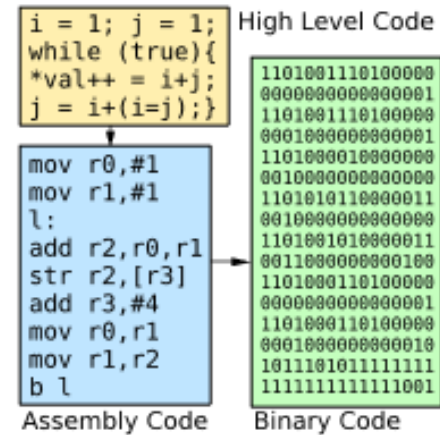 i = 1; j = 1;
while (true){
*val++ = i+j;
j = i+(i=j);}
High Level Code
mov r0,#1
mov r1,#1
l:
add r2,r0,r1
str r2,[r3]
add r3,#4
mov r0,r1
mov r1,r2
b l
Assembly Code
1101001110100000
0000000000000001
1101001110100000
0001000000000001
1101000010000000
0010000000000000
1101010110000011
0010000000000000
1101001010000011
0011000000000100
1101000110100000
0000000000000001
1101000110100000
0001000000000010
1011101011111111
1111111111111001
Binary Code